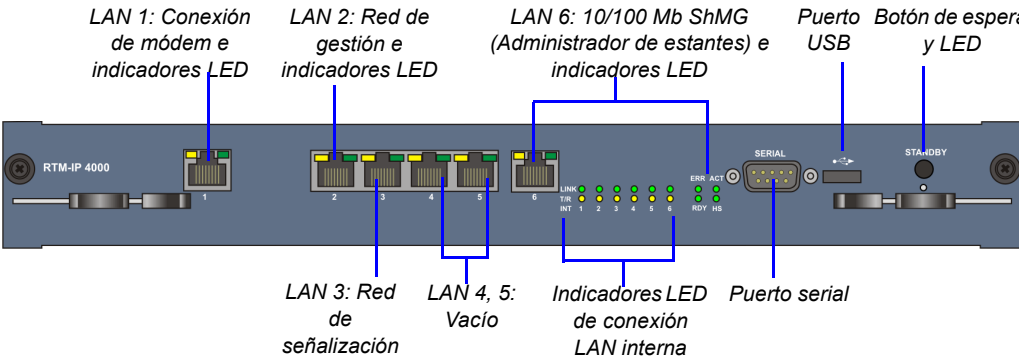 LAN 1: Conexión
de módem e
indicadores LED
LAN 2: Red de
gestión e
indicadores LED
LAN 6: 10/100 Mb ShMG
(Administrador de estantes) e
indicadores LED
Puerto
USB
Botón de espera
y LED
RTM-IP 4000
1
2
3
4
5
6
LINK
T/R
INT 1 2 3 4 5 6
ERR ACT
RDY HS
SERIAL
STANDBY
LAN 3: Red
de
señalización
LAN 4, 5:
Vacío
Indicadores LED
de conexión
LAN interna
Puerto serial